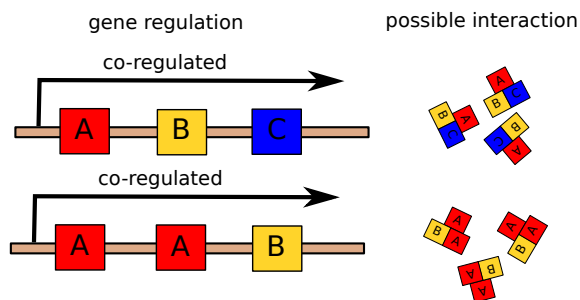 gene regulation
possible interaction
co-regulated
A B C
A B C
B A C
B C A
co-regulated
A A B
A B A
A A B
A B A